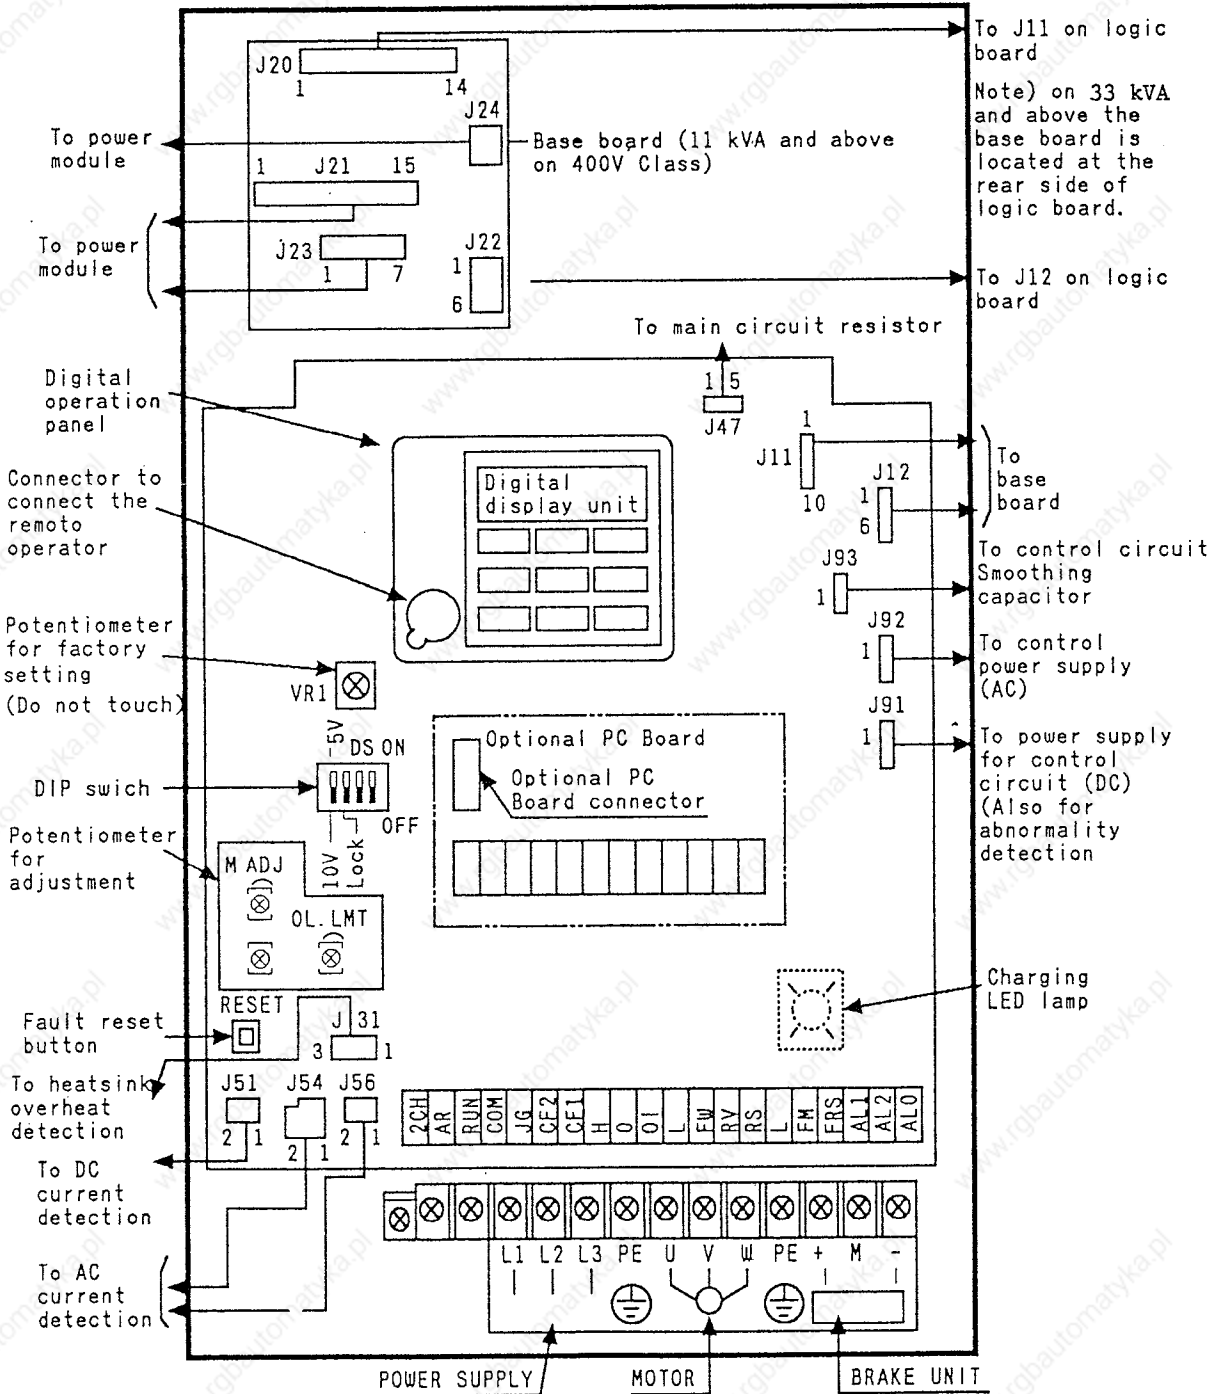 To J11 on logic
board
J20
1
14
J24
Note) on 33 kVA
and above the
base board is
located at the
rear side of
logic board.
To power
module
Base board (11 kVA and above
on 400V Class)
1
J21
15
To power
module
J23
1
7
J22
1
6
To J12 on logic
board
To main circuit resistor
1
5
J47
Digital
operation
panel
1
J11
10
J12
1
6
To
base
board
Connector to
connect the
remoto
operator
Digital
display unit
J93
1
To control circuit
Smoothing
capacitor
Potentiometer
for factory
setting
(Do not touch)
VR1
J92
1
To control
power supply
(AC)
J91
1
To power supply
for control
circuit (DC)
(Also for
abnormality
detection
-5V
DS ON
DIP swich
OFF
10V
Lock
Optional PC Board
Optional PC
Board connector
Potentiometer
for
adjustment
M ADJ
OL. LMT
Charging
LED lamp
RESET
Fault reset
button
J 31
3
1
To heatsink
overheat
detection
J51
2
1
J54
2
1
J56
2
1
2CH
AR
RUN
COM
JG
CF2
CF1
H
O
OI
L
FW
RV
RS
L
FM
FRS
AL1
AL2
AL0
To DC
current
detection
L1
L2
L3
PE
U
V
W
PE
+
M
-
To AC
current
detection
POWER SUPPLY
MOTOR
BRAKE UNIT
www.rgbautomatyka.pl